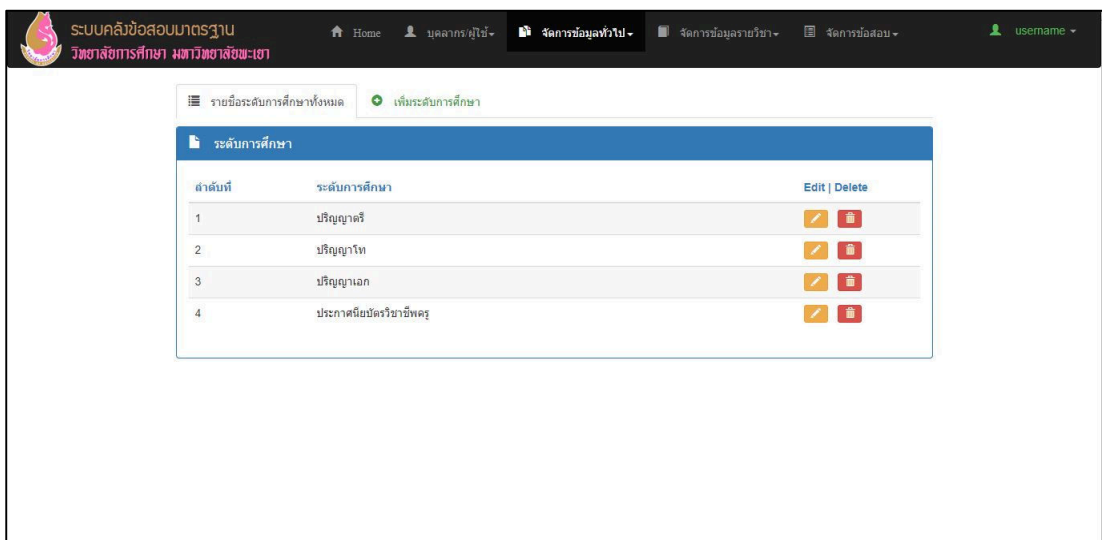 ระบบคลังข้อสอบมาตรฐาน
วิทยาลัยการศึกษา มหาวิทยาลัยพะเยา
Home บุคลากร/ผู้ใช้ จัดการข้อมูลทั่วไป จัดการข้อมูลรายวิชา จัดการข้อสอบ username
รายชื่อระดับการศึกษาทั้งหมด เพิ่มระดับการศึกษา
ระดับการศึกษา
ลำดับที่ ระดับการศึกษา Edit | Delete
1 ปริญญาตรี
2 ปริญญาโท
3 ปริญญาเอก
4 ประกาศนียบัตรวิชาชีพครู